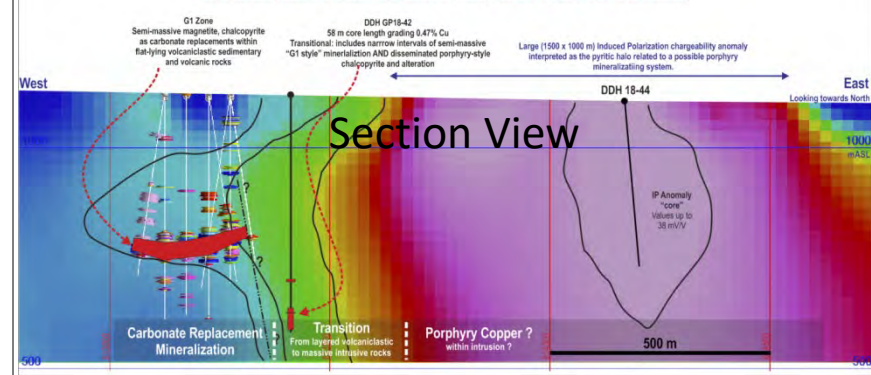 G1 Zone
Semi-massive magnetite, chalcopyrite
as carbonate replacements within
flat-lying volcaniclastic sedimentary
and volcanic rocks
DDH GP18-42
58 m core length grading 0.47% Cu
Transitional: includes narrrow intervals of semi-massive
"G1 style" minerlaliztion AND disseminated porphyry-style
chalcopyrite and alteration
Large (1500 x 1000 m) Induced Polarization chargeability anomaly
interpreted as the pyritic halo related to a possible porphyry
mineralizatiing system.
West
East
Looking towards North
DDH 18-44
Section View
1000
1000
mASL
IP Anomaly
"core"
Values up to
38 mV/V
?
?
Carbonate Replacement
Mineralization
Transition
From layered volcaniclastic
to massive intrusive rocks
Porphyry Copper ?
within intrusion ?
500 m
500
500